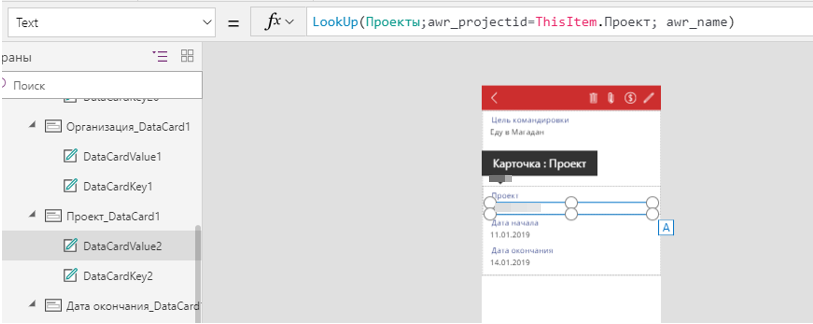 Text = fx LookUp(Проекты;awr_projectid=ThisItem.Проект; awr_name)
раны
Поиск
DataCardKey20
Организация_DataCard1
DataCardValue1
DataCardKey1
Проект_DataCard1
DataCardValue2
DataCardKey2
Дата окончания_DataCard
Цель командировки
Еду в Магадан
Карточка : Проект
Проект
Дата начала
11.01.2019
A
Дата окончания
14.01.2019